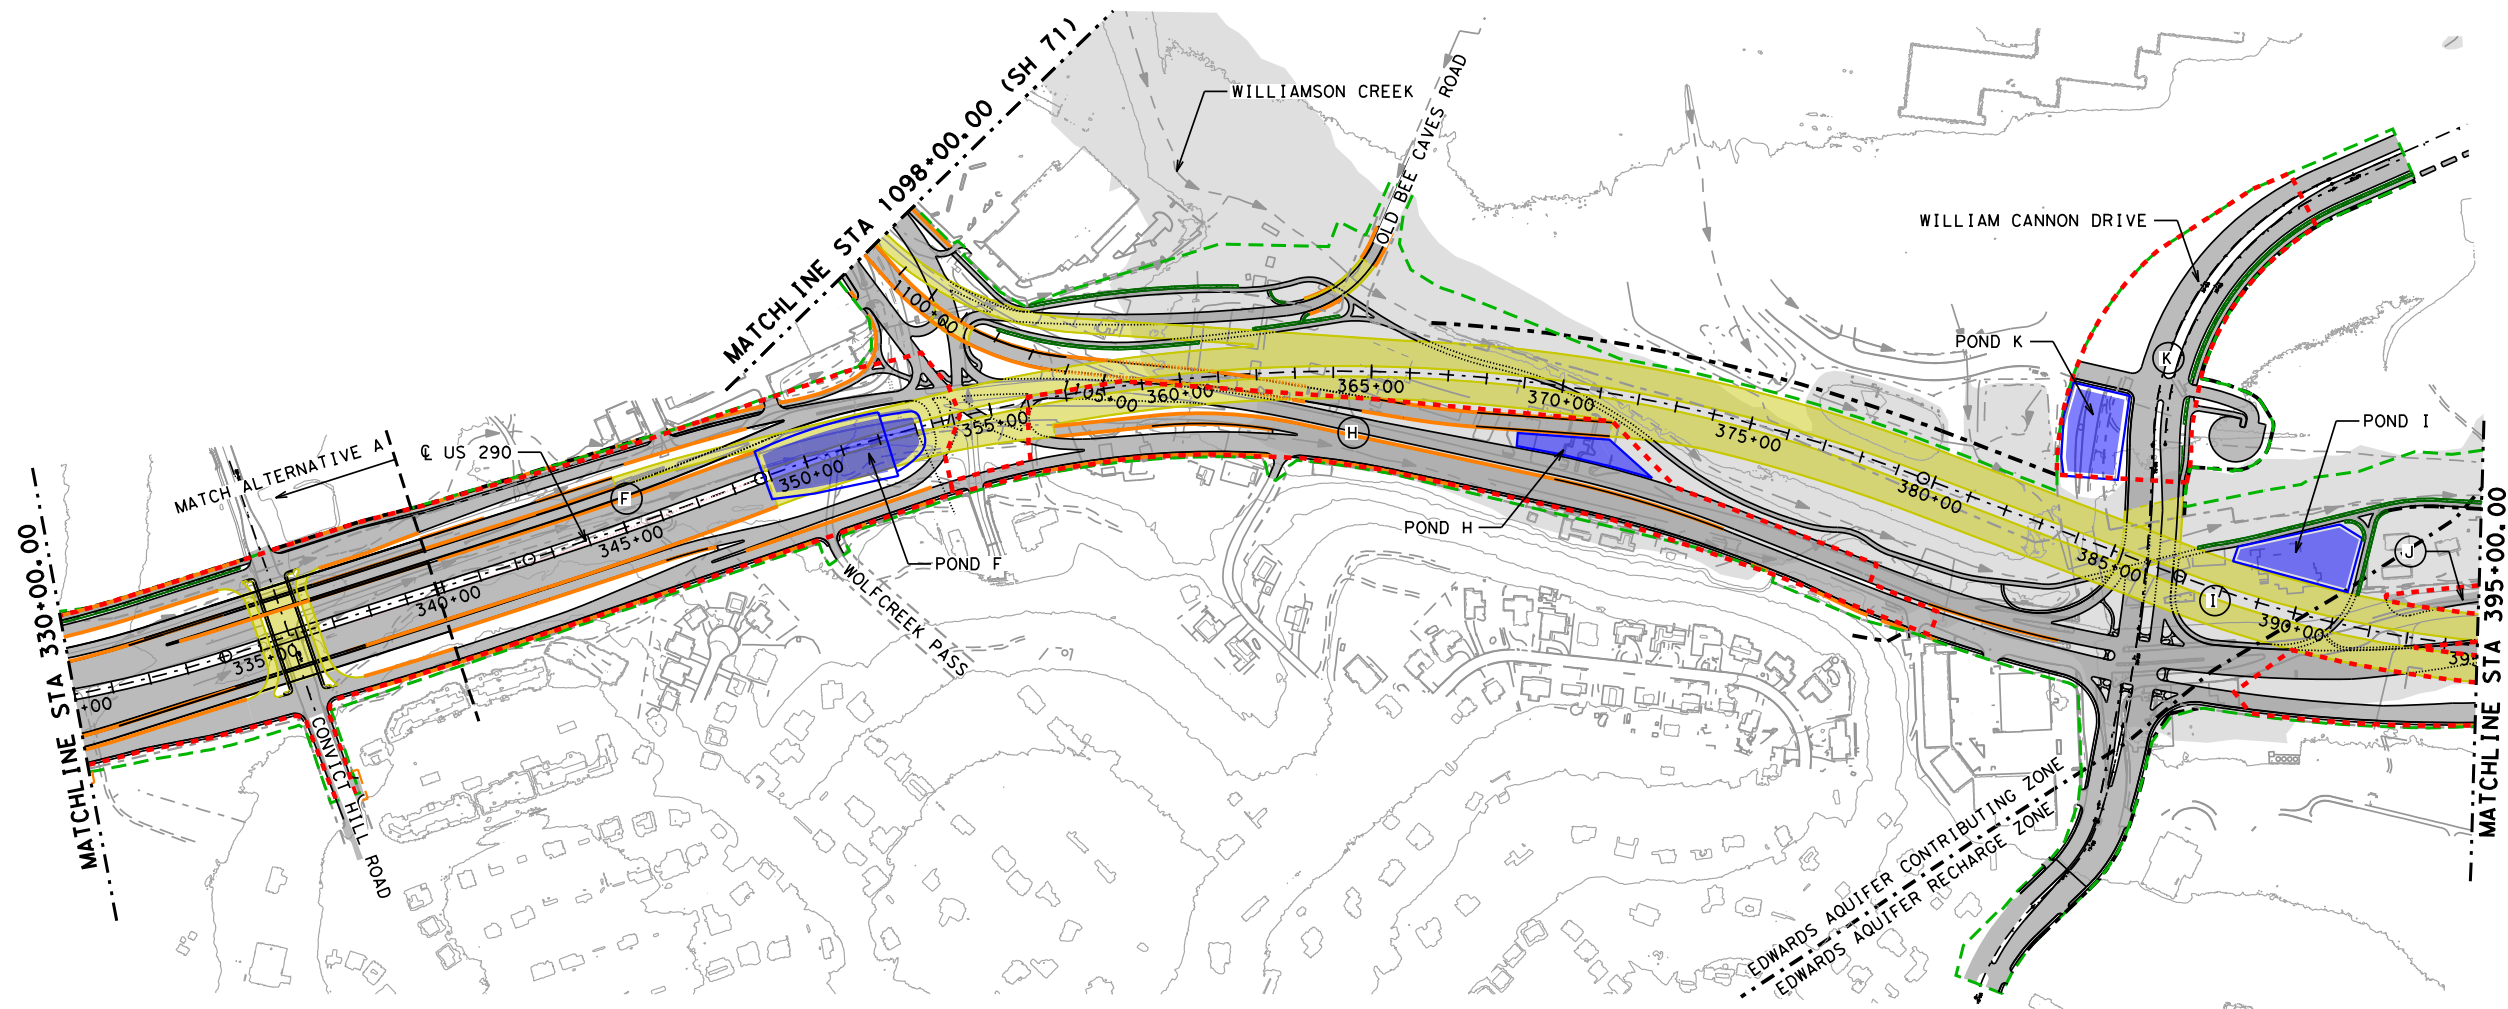 MATCHLINE STA 1098+00.00 (SH 71)
WILLIAMSON CREEK
OLD BEE CAVES ROAD
WILLIAM CANNON DRIVE
POND K
K
POND I
1100+00
360+00
365+00
370+00
375+00
H
355+00
MATCH ALTERNATIVE A
℄ US 290
350+00
F
POND F
POND H
345+00
340+00
335+00
+00
380+00
385+00
390+00
I
J
WOLFCREEK PASS
CONVICT HILL ROAD
MATCHLINE STA 330+00.00
MATCHLINE STA 395+00.00
EDWARDS AQUIFER CONTRIBUTING ZONE
EDWARDS AQUIFER RECHARGE ZONE